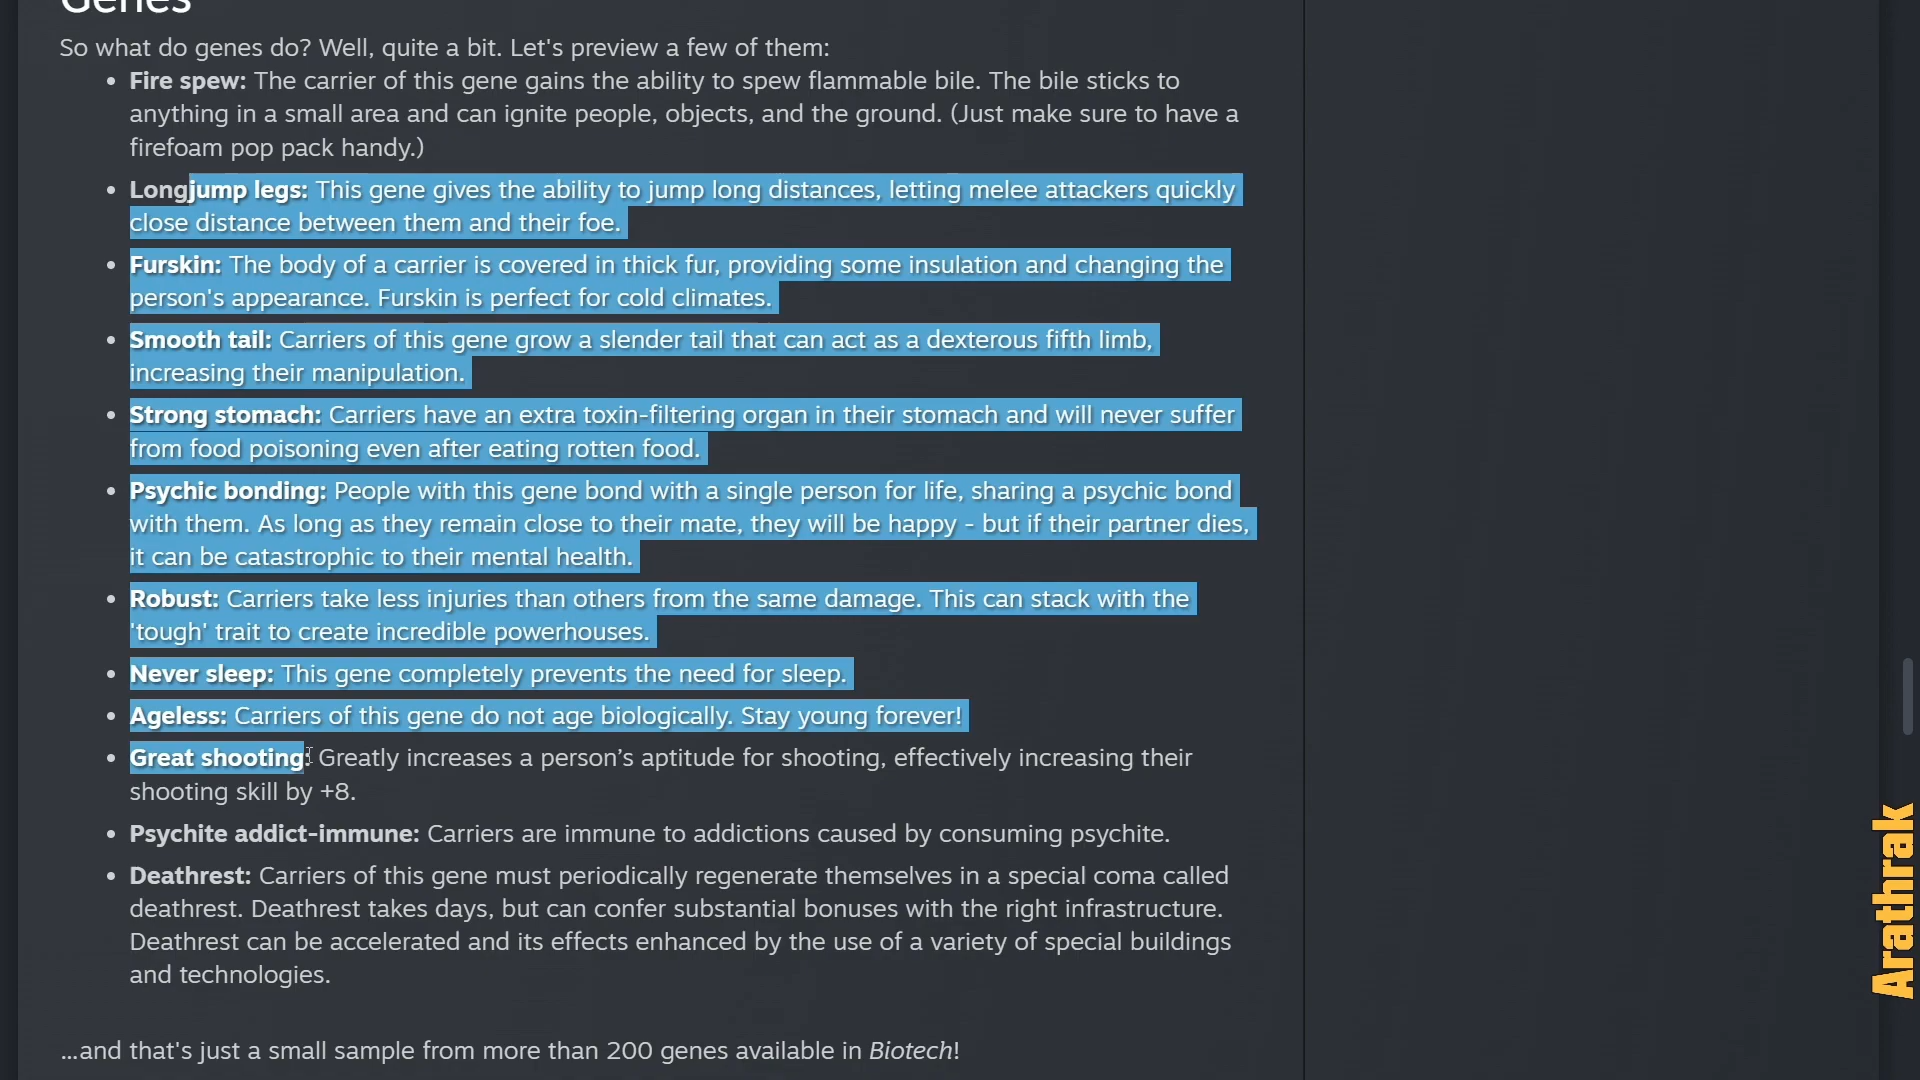 Genes
So what do genes do? Well, quite a bit. Let's preview a few of them:
• Fire spew: The carrier of this gene gains the ability to spew flammable bile. The bile sticks to
anything in a small area and can ignite people, objects, and the ground. (Just make sure to have a
firefoam pop pack handy.)
• Longjump legs: This gene gives the ability to jump long distances, letting melee attackers quickly
close distance between them and their foe.
• Furskin: The body of a carrier is covered in thick fur, providing some insulation and changing the
person's appearance. Furskin is perfect for cold climates.
• Smooth tail: Carriers of this gene grow a slender tail that can act as a dexterous fifth limb,
increasing their manipulation.
• Strong stomach: Carriers have an extra toxin-filtering organ in their stomach and will never suffer
from food poisoning even after eating rotten food.
• Psychic bonding: People with this gene bond with a single person for life, sharing a psychic bond
with them. As long as they remain close to their mate, they will be happy - but if their partner dies,
it can be catastrophic to their mental health.
• Robust: Carriers take less injuries than others from the same damage. This can stack with the
'tough' trait to create incredible powerhouses.
• Never sleep: This gene completely prevents the need for sleep.
• Ageless: Carriers of this gene do not age biologically. Stay young forever!
• Great shooting: Greatly increases a person’s aptitude for shooting, effectively increasing their
shooting skill by +8.
• Psychite addict-immune: Carriers are immune to addictions caused by consuming psychite.
• Deathrest: Carriers of this gene must periodically regenerate themselves in a special coma called
deathrest. Deathrest takes days, but can confer substantial bonuses with the right infrastructure.
Deathrest can be accelerated and its effects enhanced by the use of a variety of special buildings
and technologies.
...and that's just a small sample from more than 200 genes available in Biotech!
Arathrak